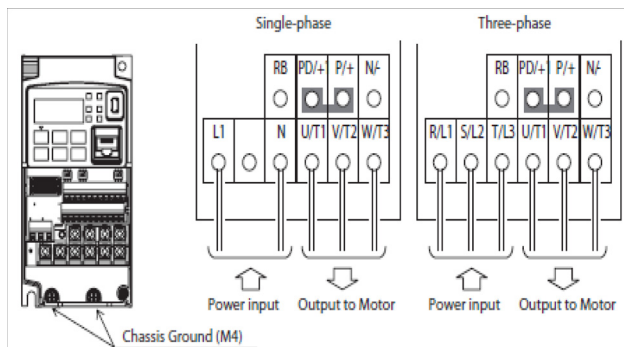 Single-phase
Three-phase
RB PD/+1 P/+ N/-
L1 N U/T1 V/T2 W/T3
Power input
Output to Motor
RB PD/+1 P/+ N/-
R/L1 S/L2 T/L3 U/T1 V/T2 W/T3
Power input
Output to Motor
Chassis Ground (M4)